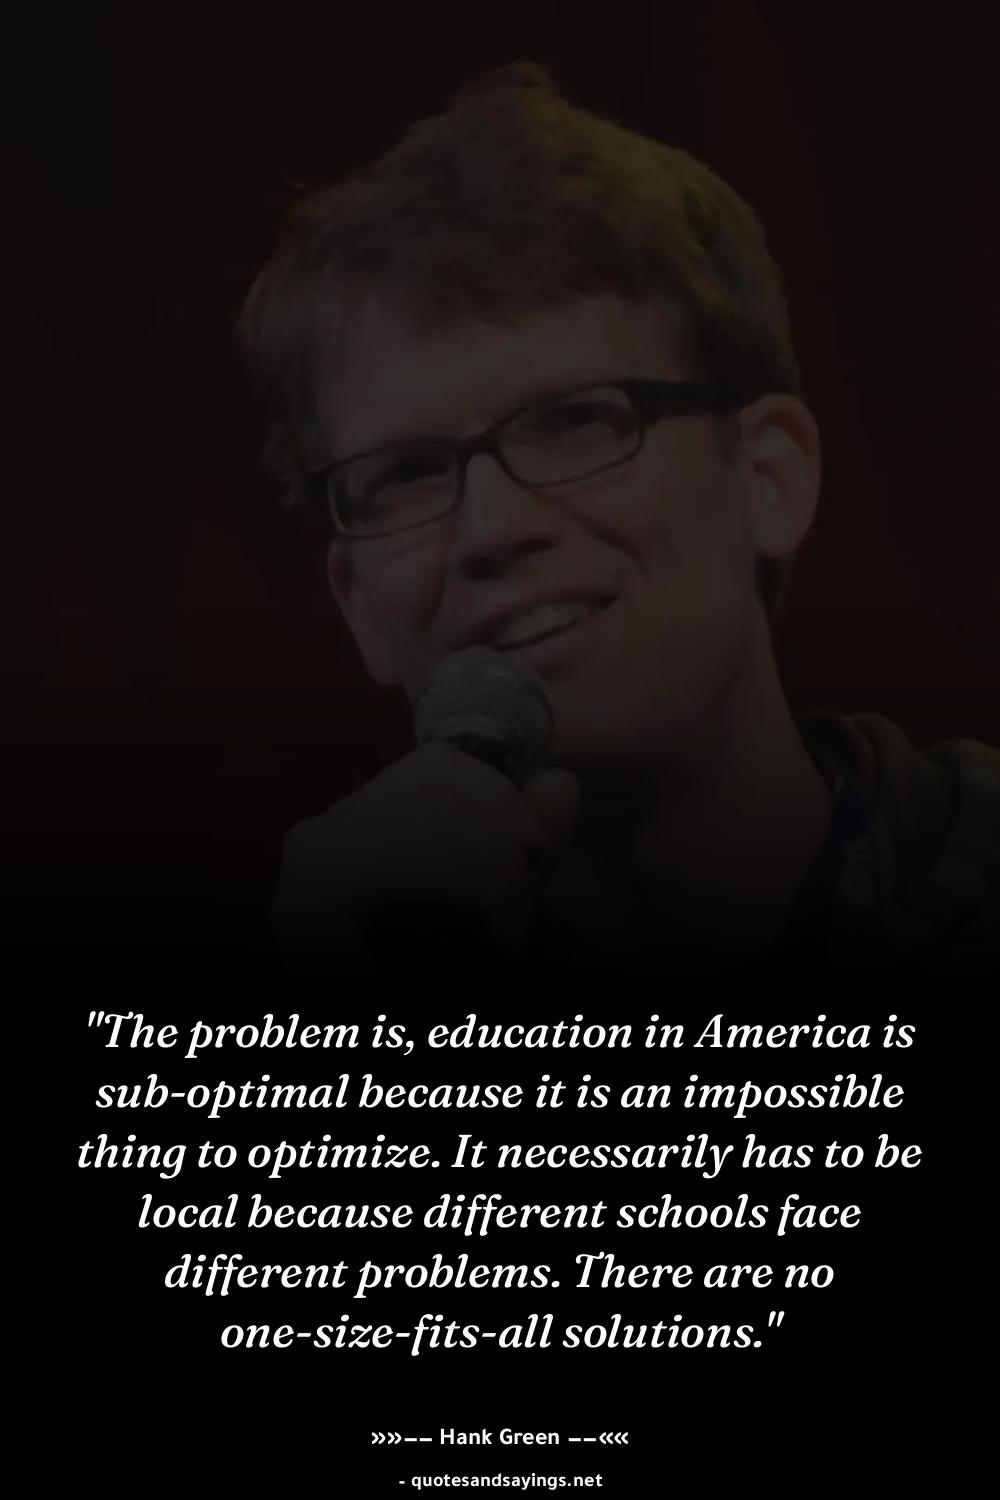 "The problem is, education in America is
sub-optimal because it is an impossible
thing to optimize. It necessarily has to be
local because different schools face
different problems. There are no
one-size-fits-all solutions."
»»−− Hank Green −−««
- quotesandsayings.net